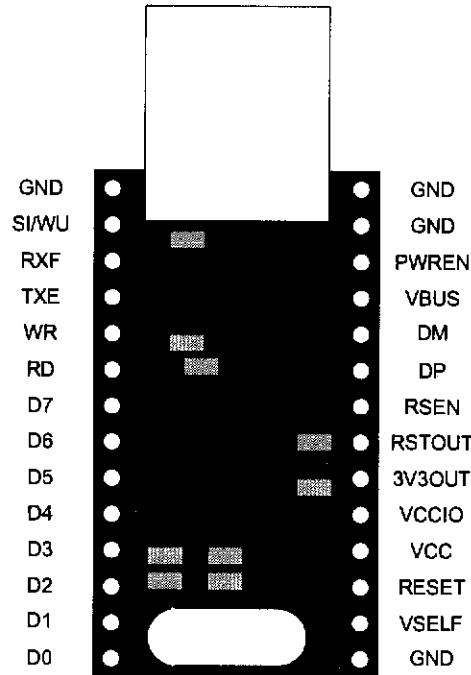 GND GND
SI/WU GND
RXF PWREN
TXE VBUS
WR DM
RD DP
D7 RSEN
D6 RSTOUT
D5 3V3OUT
D4 VCCIO
D3 VCC
D2 RESET
D1 VSELF
D0 GND